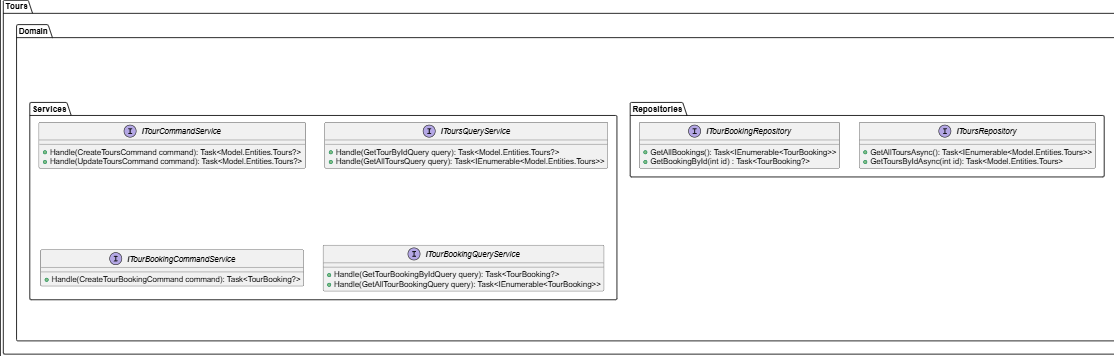 Tours
Domain
Services
I ITourCommandService
Handle(CreateToursCommand command): Task<Model.Entities.Tours?>
Handle(UpdateToursCommand command): Task<Model.Entities.Tours?>
I IToursQueryService
Handle(GetTourByIdQuery query): Task<Model.Entities.Tours?>
Handle(GetAllToursQuery query): Task<IEnumerable<Model.Entities.Tours>>
I ITourBookingCommandService
Handle(CreateTourBookingCommand command): Task<TourBooking?>
I ITourBookingQueryService
Handle(GetTourBookingByIdQuery query): Task<TourBooking?>
Handle(GetAllTourBookingQuery query): Task<IEnumerable<TourBooking>>
Repositories
I ITourBookingRepository
GetAllBookings(): Task<IEnumerable<TourBooking>>
GetBookingById(int id) : Task<TourBooking?>
I IToursRepository
GetAllToursAsync(): Task<IEnumerable<Model.Entities.Tours>>
GetToursByIdAsync(int id): Task<Model.Entities.Tours>